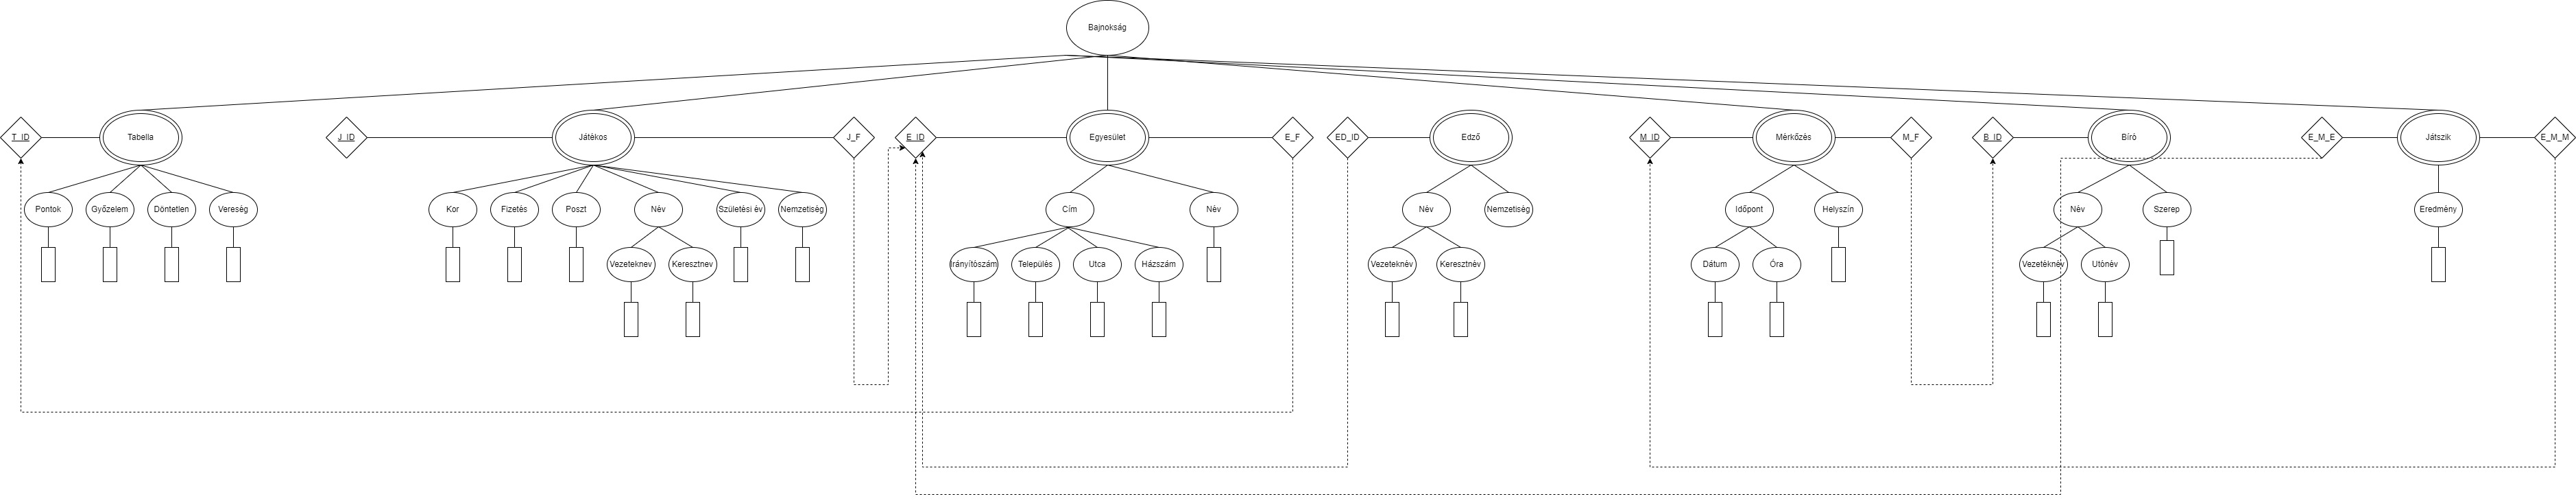 Bajnokság
T_ID
Tabella
J_ID
Játékos
J_F
E_ID
Egyesület
E_F
ED_ID
Edző
M_ID
Mérkőzés
M_F
B_ID
Bíró
E_M_E
Játszik
E_M_M
Pontok
Győzelem
Döntetlen
Vereség
Kor
Fizetés
Poszt
Név
Születési év
Nemzetiség
Cím
Név
Név
Nemzetiség
Időpont
Helyszín
Név
Szerep
Eredmény
Vezeteknev
Keresztnev
Irányítószám
Település
Utca
Házszám
Vezeteknèv
Keresztnèv
Dátum
Óra
Vezetéknév
Utónév